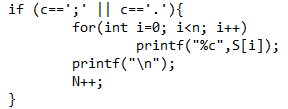 if (c==';' || c=='.'){
        for(int i=0; i<n; i++)
                printf("%c",S[i]);
        printf("\n");
        N++;
}